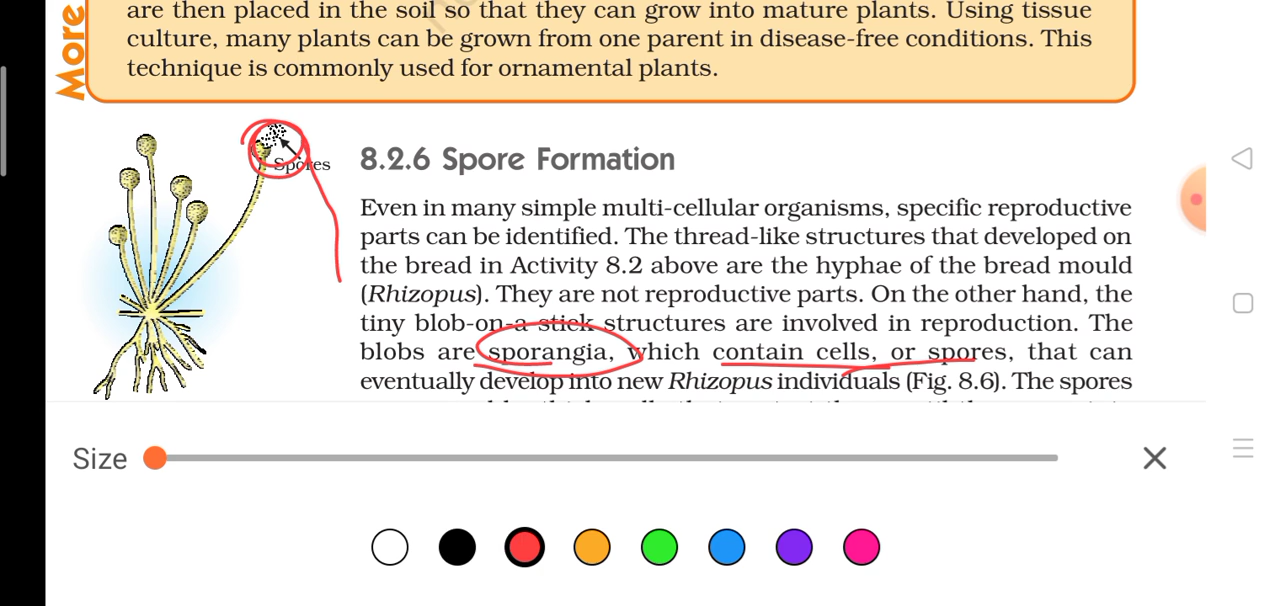 More
are then placed in the soil so that they can grow into mature plants. Using tissue
culture, many plants can be grown from one parent in disease-free conditions. This
technique is commonly used for ornamental plants.
Spores
8.2.6 Spore Formation
Even in many simple multi-cellular organisms, specific reproductive
parts can be identified. The thread-like structures that developed on
the bread in Activity 8.2 above are the hyphae of the bread mould
(Rhizopus). They are not reproductive parts. On the other hand, the
tiny blob-on-a-stick structures are involved in reproduction. The
blobs are sporangia, which contain cells, or spores, that can
eventually develop into new Rhizopus individuals (Fig. 8.6). The spores
Size